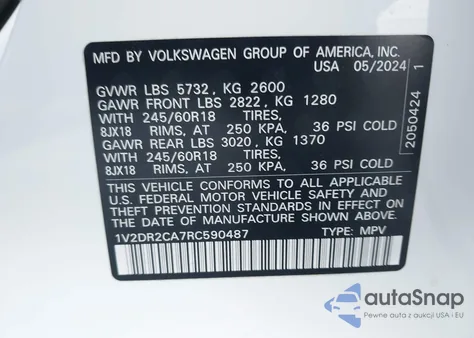 MFD BY VOLKSWAGEN GROUP OF AMERICA, INC.
USA 05/2024
GVWR LBS 5732, KG 2600
GAWR FRONT LBS 2822, KG 1280
WITH 245/60R18 TIRES,
8JX18 RIMS, AT 250 KPA, 36 PSI COLD
GAWR REAR LBS 3020, KG 1370
WITH 245/60R18 TIRES,
8JX18 RIMS, AT 250 KPA, 36 PSI COLD
THIS VEHICLE CONFORMS TO ALL APPLICABLE
U.S. FEDERAL MOTOR VEHICLE SAFETY AND
THEFT PREVENTION STANDARDS IN EFFECT ON
THE DATE OF MANUFACTURE SHOWN ABOVE.
1V2DR2CA7RC590487 TYPE: MPV
2050424 1
autoSnap
Pewne auta z aukcji USA i EU